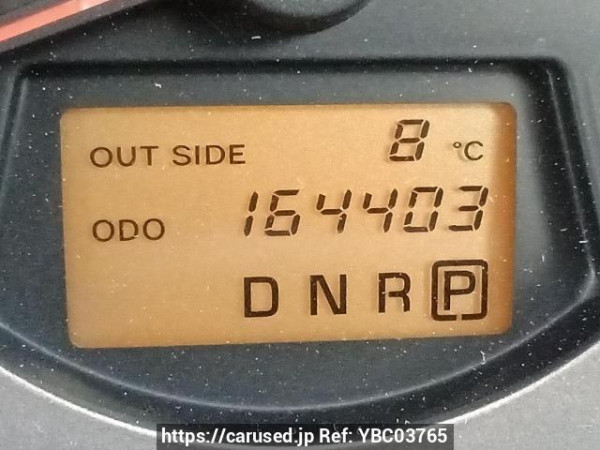 OUT SIDE 8 °C
ODO 164403
D N R P
https://carused.jp Ref: YBC03765